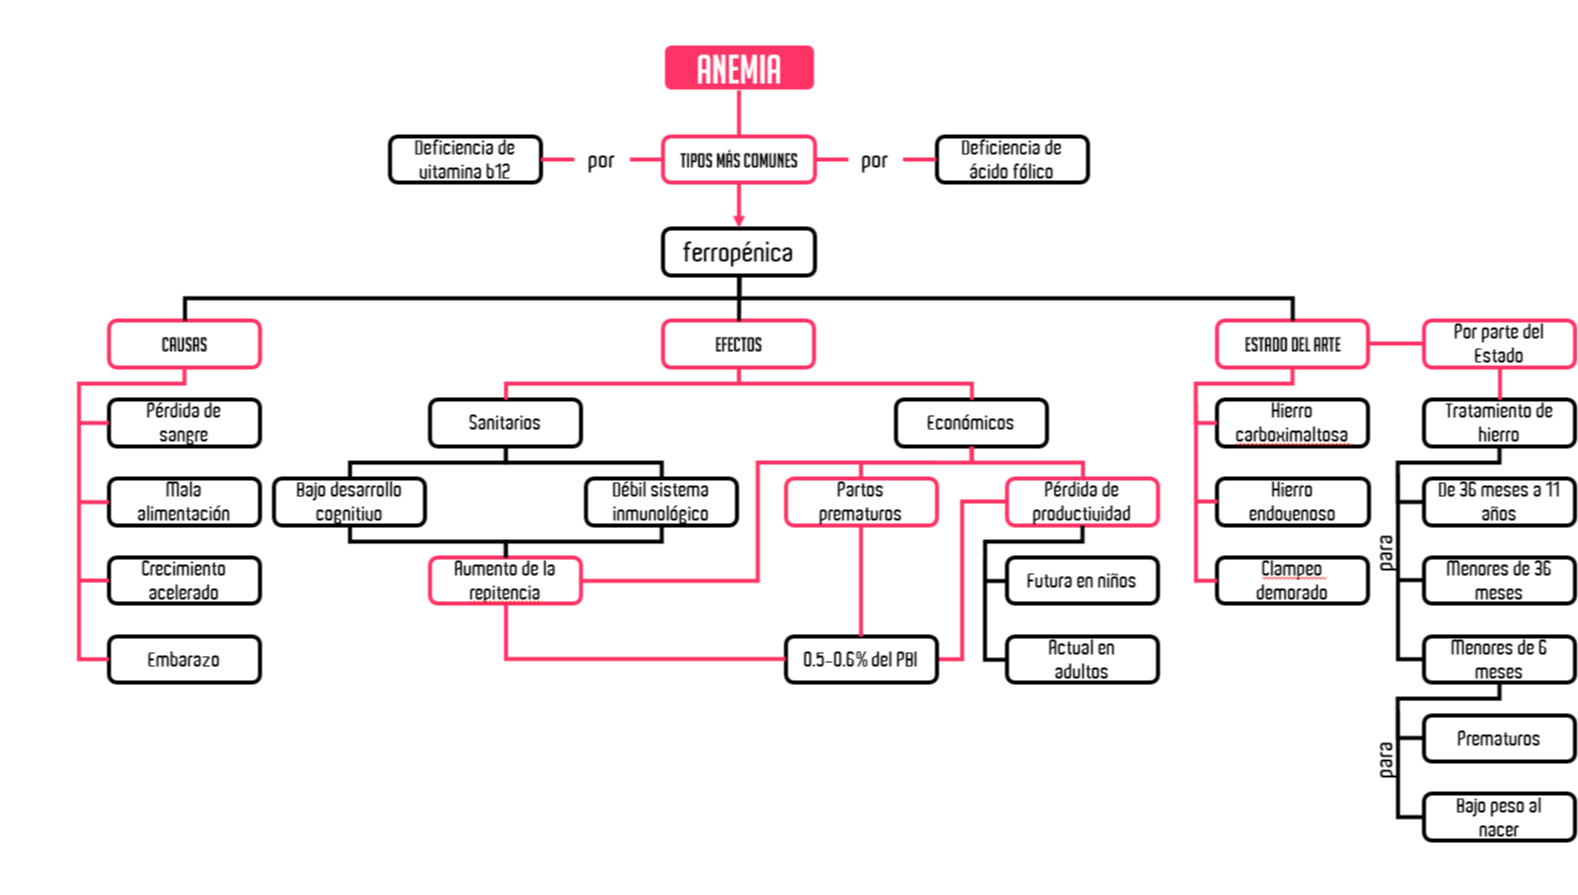 ANEMIA
Deficiencia de
vitamina b12
por
TIPOS MÁS COMUNES
por
Deficiencia de
ácido fólico
ferropénica
CAUSAS
EFECTOS
ESTADO DEL ARTE
Por parte del
Estado
Pérdida de
sangre
Sanitarios
Económicos
Hierro
carboximaltosa
Tratamiento de
hierro
Mala
alimentación
Bajo desarrollo
cognitivo
Débil sistema
inmunológico
Partos
prematuros
Pérdida de
productividad
Hierro
endovenoso
De 36 meses a 11
años
para
Crecimiento
acelerado
Aumento de la
repitencia
Futura en niños
Clampeo
demorado
Menores de 36
meses
Embarazo
0.5-0.6% del PBI
Actual en
adultos
Menores de 6
meses
para
Prematuros
Bajo peso al
nacer